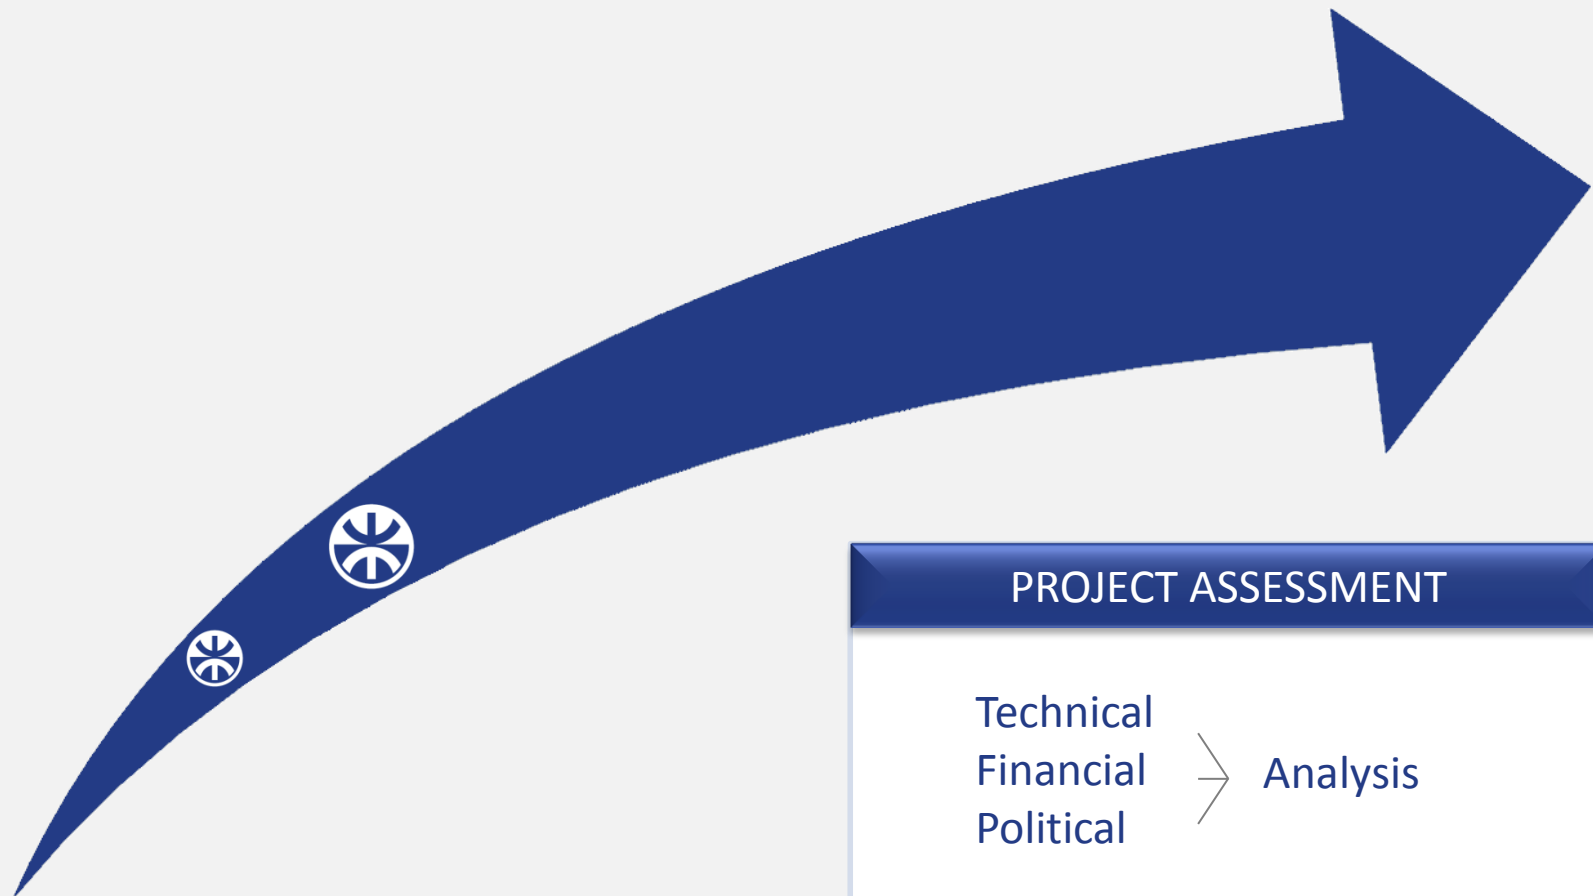 PROJECT ASSESSMENT
Technical
Financial
Political
Analysis